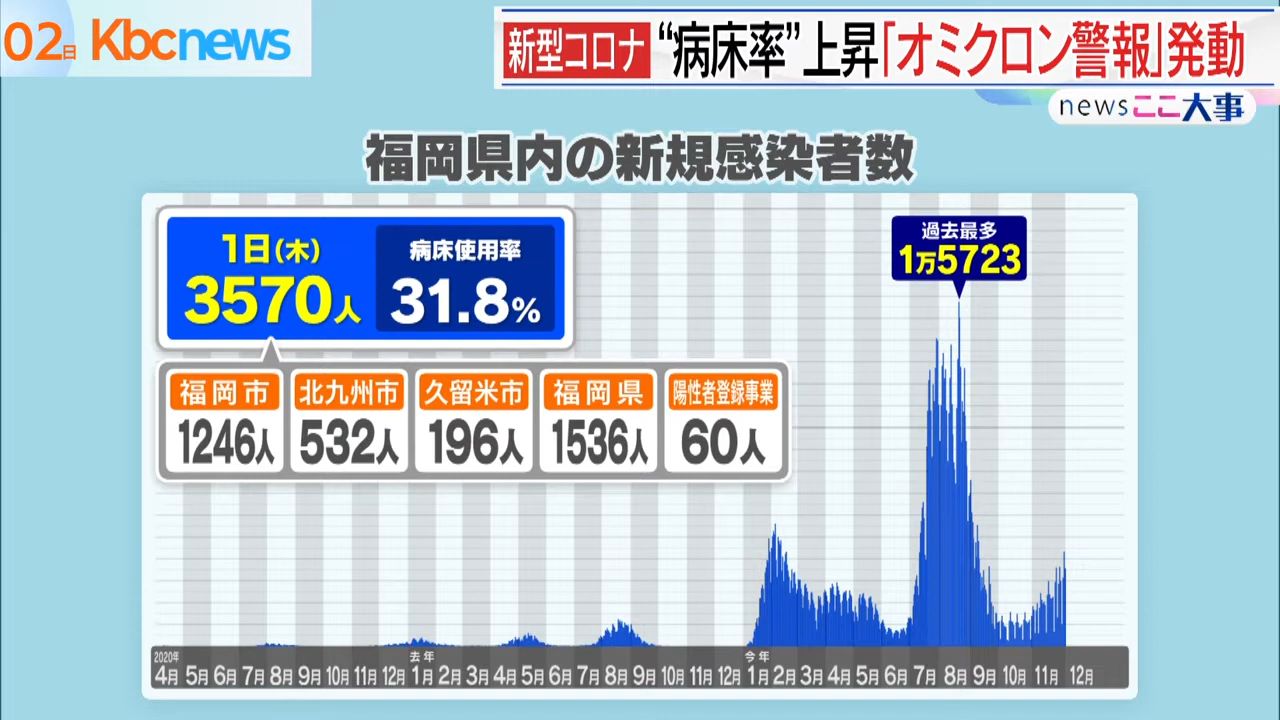 02日 Kbcnews
新型コロナ “病床率”上昇「オミクロン警報」発動
newsここ大事
福岡県内の新規感染者数
過去最多
1万5723
1日(木)
3570人
病床使用率
31.8%
福岡市 北九州市 久留米市 福岡県 陽性者登録事業
1246人 532人 196人 1536人 60人
2020年 去年 今年
4月 5月 6月 7月 8月 9月 10月 11月 12月 1月 2月 3月 4月 5月 6月 7月 8月 9月 10月 11月 12月 1月 2月 3月 4月 5月 6月 7月 8月 9月 10月 11月 12月